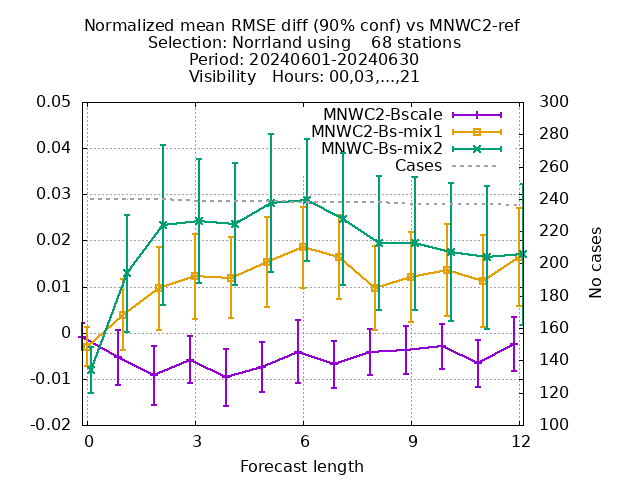 Normalized mean RMSE diff (90% conf) vs MNWC2-ref
Selection: Norrland using    68 stations
Period: 20240601-20240630
Visibility   Hours: 00,03,...,21
MNWC2-Bscale
MNWC2-Bs-mix1
MNWC-Bs-mix2
Cases
0.05
0.04
0.03
0.02
0.01
0
-0.01
-0.02
300
280
260
240
220
200
180
160
140
120
100
No cases
0
3
6
9
12
Forecast length